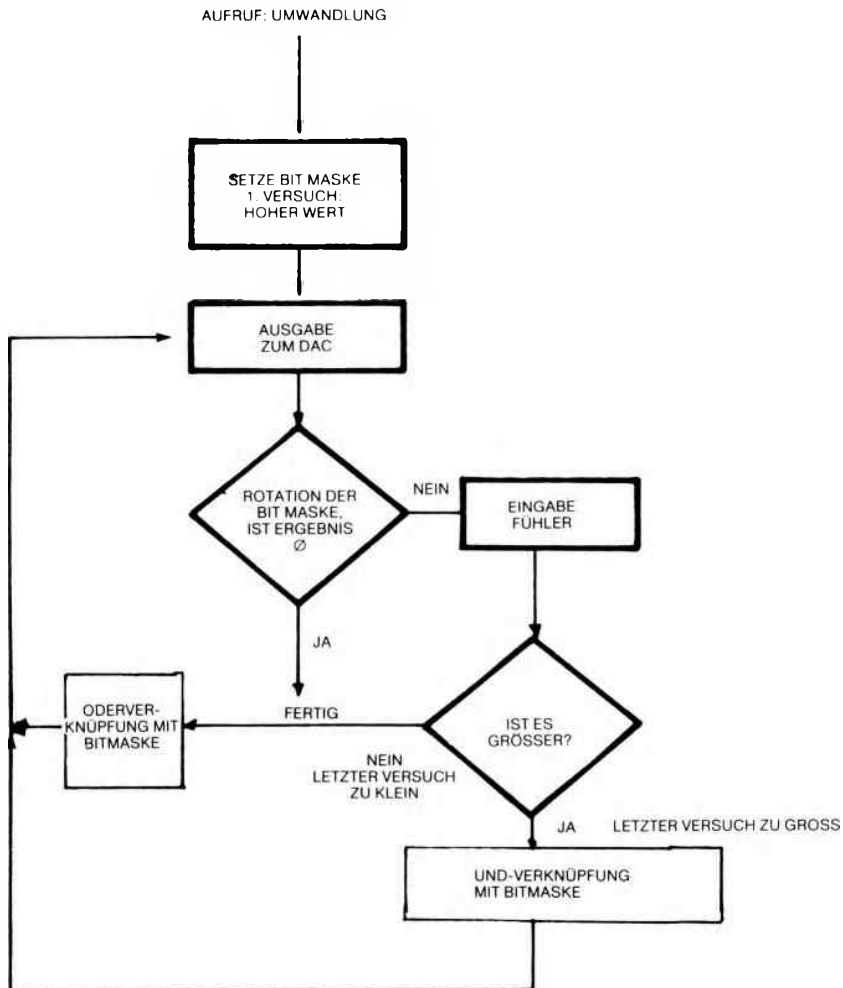 AUFRUF: UMWANDLUNG
SETZE BIT MASKE
1. VERSUCH:
HOHER WERT
AUSGABE
ZUM DAC
ROTATION DER
BIT MASKE,
IST ERGEBNIS
Ø
NEIN
EINGABE
FÜHLER
JA
FERTIG
ODERVER-
KNÜPFUNG MIT
BITMASKE
IST ES
GRÖSSER?
NEIN
LETZTER VERSUCH
ZU KLEIN
JA
LETZTER VERSUCH ZU GROSS
UND-VERKNÜPFUNG
MIT BITMASKE